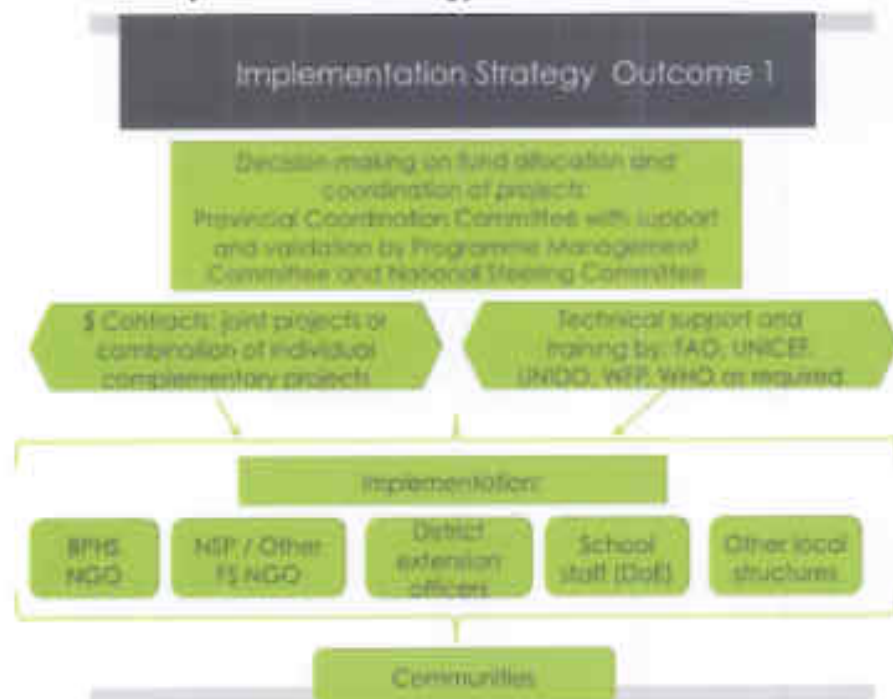 Implementation Strategy Outcome 1
Decision making on fund allocation and
coordination of projects
Provincial Coordination Committee with support
and validation by Programme Management
Committee and National Steering Committee
$ Contracts: joint projects or
combination of individual
complementary projects
Technical support and
training by: FAO, UNICEF,
UNIDO, WFP, WHO as required
Implementation:
BPHS
NGO
NSP / Other
FS NGO
District
extension
officers
School
staff (DoE)
Other local
structures
Communities